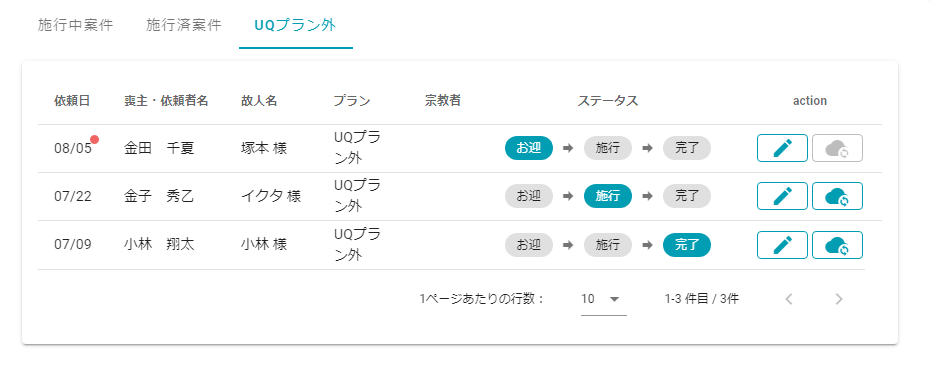 施行中案件 施行済案件 UQプラン外
依頼日 喪主・依頼者名 故人名 プラン 宗教者 ステータス action
08/05 金田　千夏 塚本 様 UQプラン外 お迎 → 施行 → 完了
07/22 金子　秀乙 イクタ 様 UQプラン外 お迎 → 施行 → 完了
07/09 小林　翔太 小林 様 UQプラン外 お迎 → 施行 → 完了
1ページあたりの行数： 10 1-3 件目 / 3件